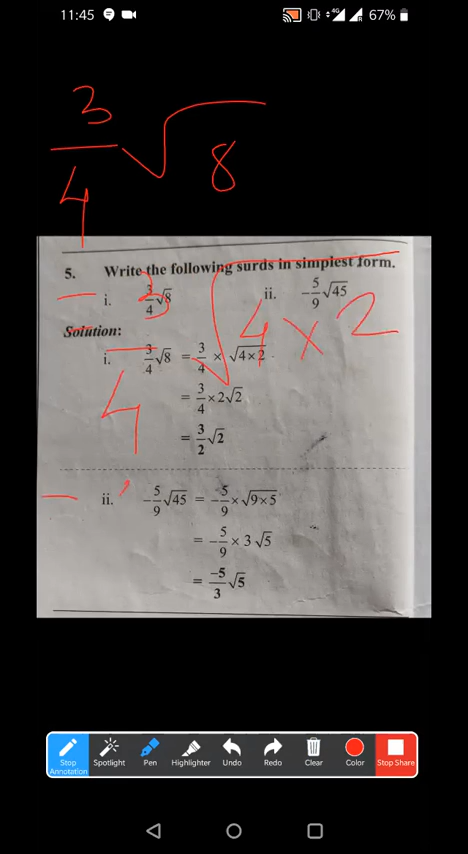 11:45 4G 67%
3/4 √8
5. Write the following surds in simplest form.
i. 3/4 √8 ii. -5/9 √45
Solution:
i. 3/4 √8 = 3/4 × √4×2
= 3/4 × 2√2
= 3/2 √2
3/4 √4 × 2
ii. -5/9 √45 = -5/9 × √9×5
= -5/9 × 3√5
= -5/3 √5
Stop Annotation Spotlight Pen Highlighter Undo Redo Clear Color Stop Share